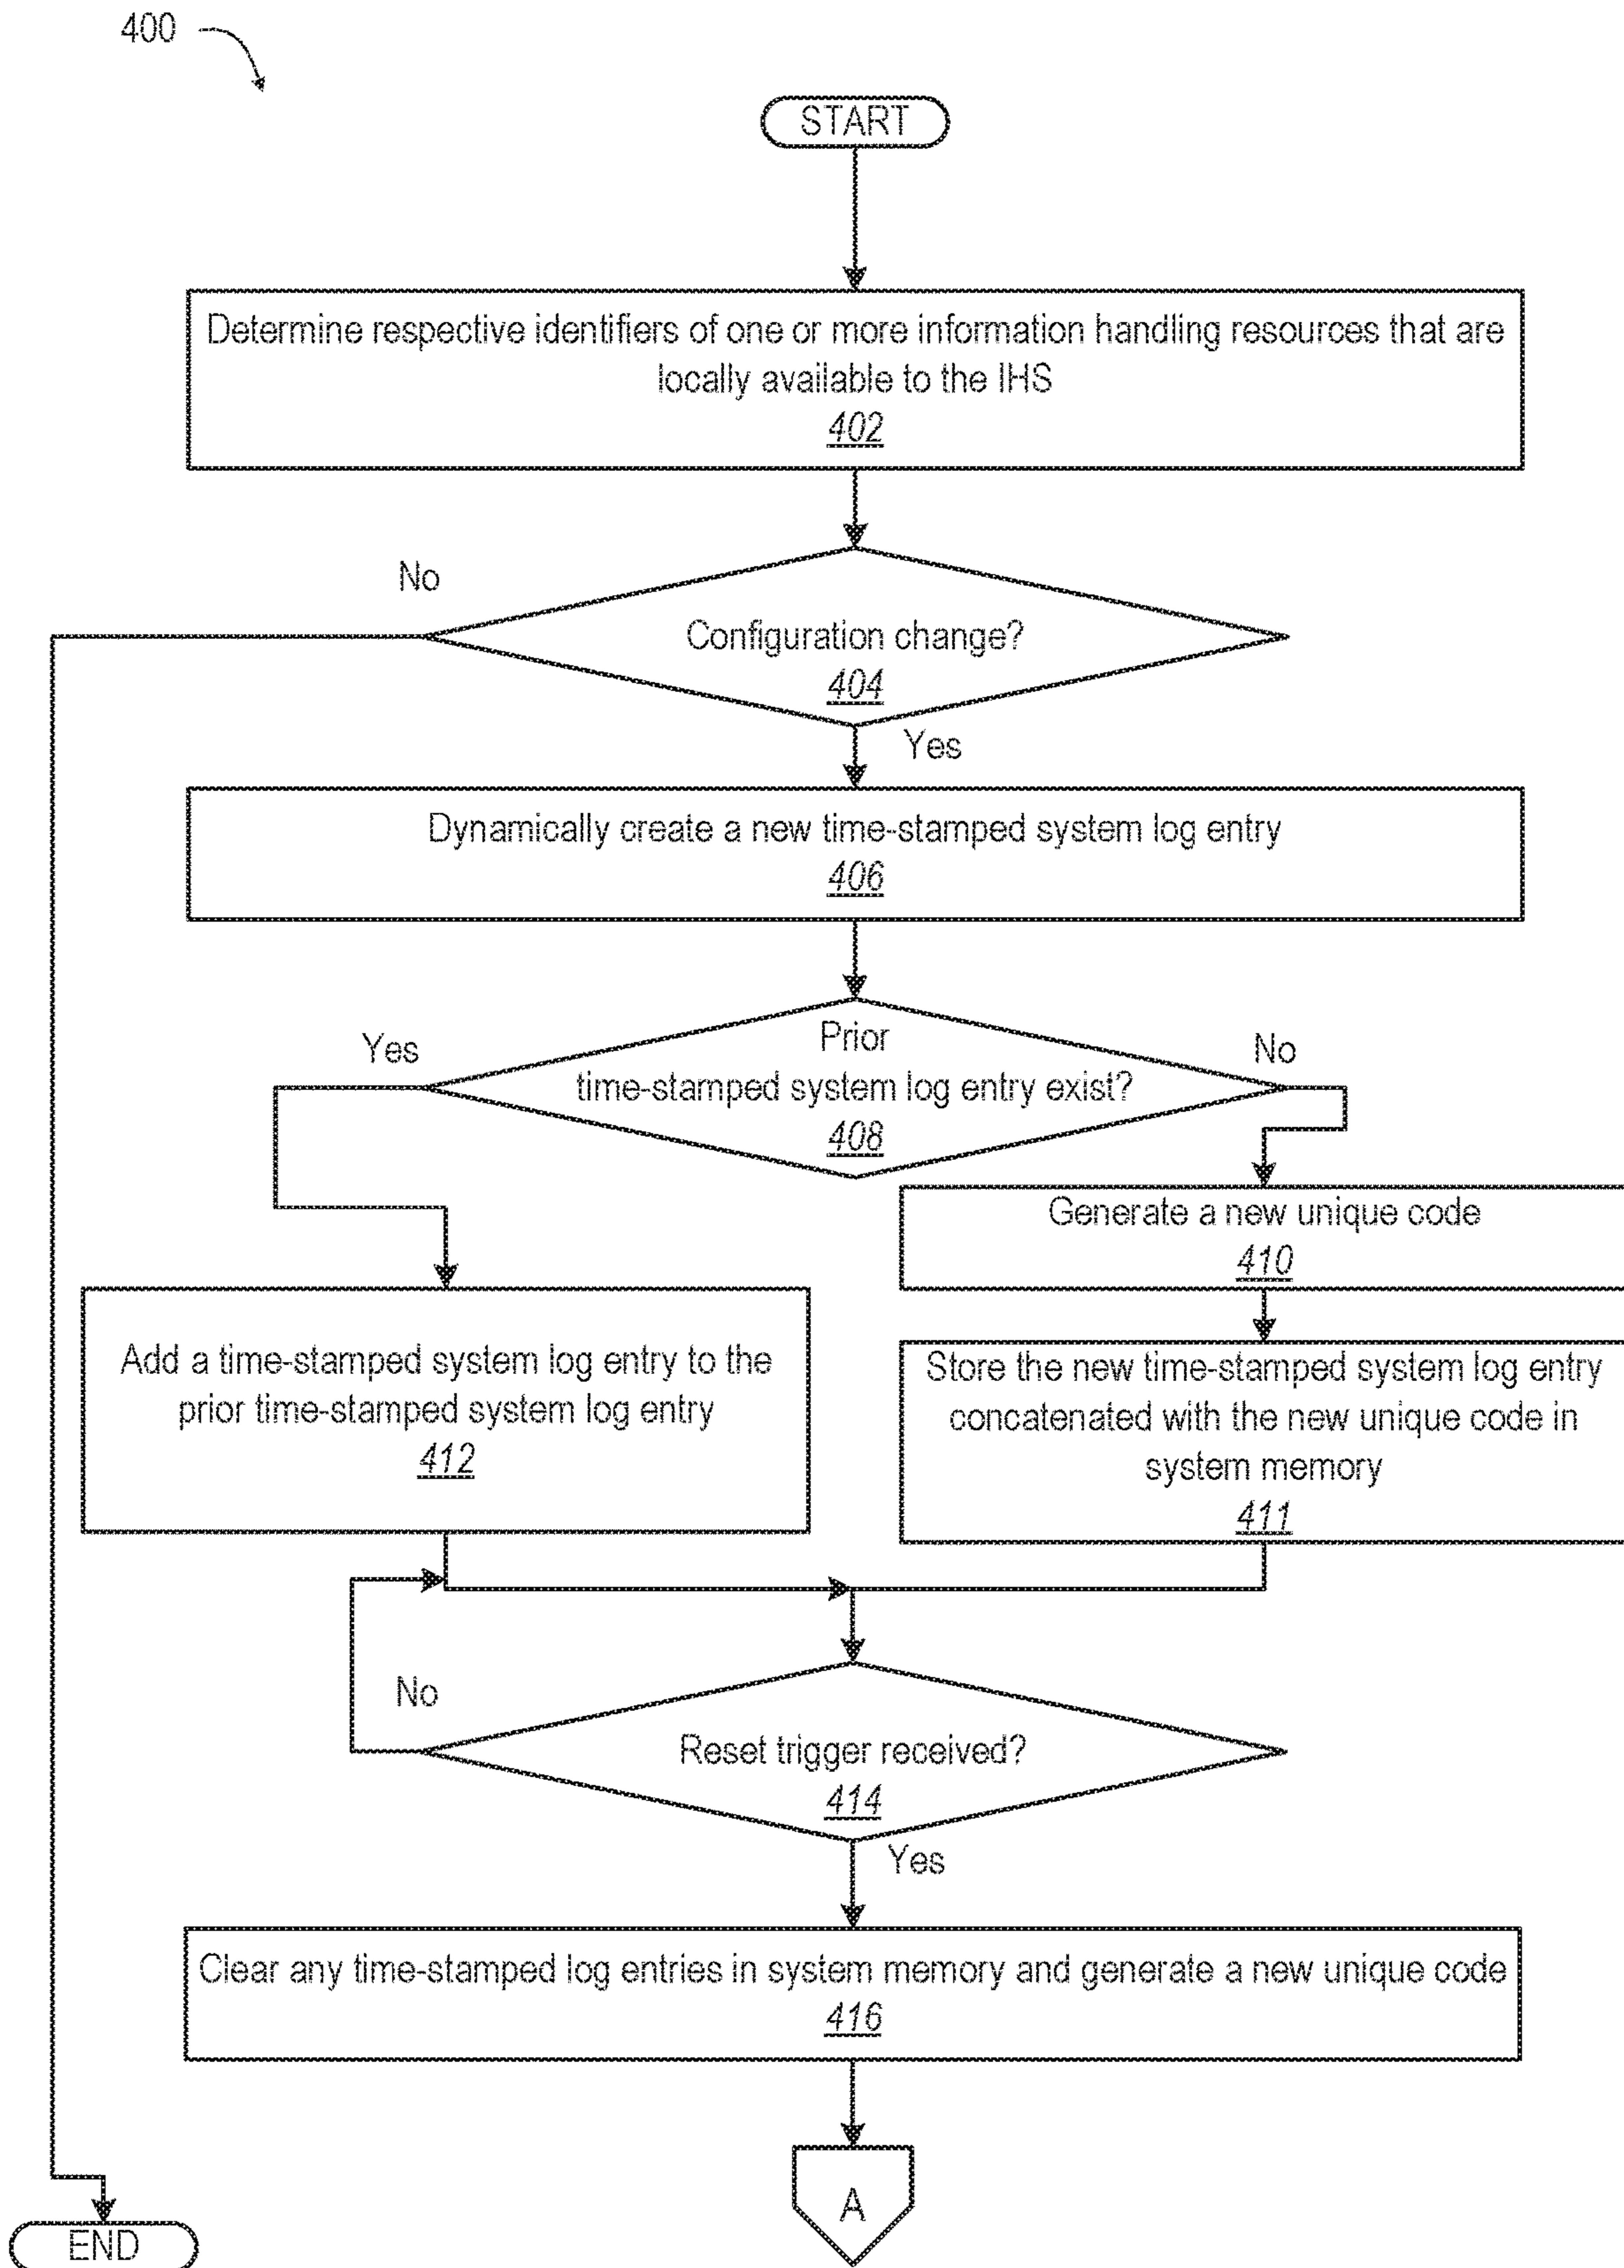 400
START
Determine respective identifiers of one or more information handling resources that are
locally available to the IHS
402
No
Configuration change?
404
Yes
Dynamically create a new time-stamped system log entry
406
Yes
Prior
No
time-stamped system log entry exist?
408
Generate a new unique code
410
Add a time-stamped system log entry to the
prior time-stamped system log entry
412
Store the new time-stamped system log entry
concatenated with the new unique code in
system memory
411
No
Reset trigger received?
414
Yes
Clear any time-stamped log entries in system memory and generate a new unique code
416
A
END